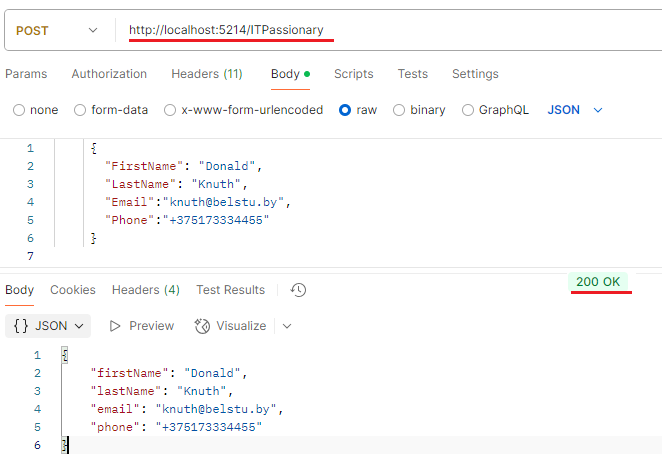 POST http://localhost:5214/ITPassionary
Params Authorization Headers (11) Body Scripts Tests Settings
none form-data x-www-form-urlencoded raw binary GraphQL JSON
1 {
2 "FirstName": "Donald",
3 "LastName": "Knuth",
4 "Email":"knuth@belstu.by",
5 "Phone":"+375173334455"
6 }
7
Body Cookies Headers (4) Test Results 200 OK
{} JSON Preview Visualize
1 {
2 "firstName": "Donald",
3 "lastName": "Knuth",
4 "email": "knuth@belstu.by",
5 "phone": "+375173334455"
6 }